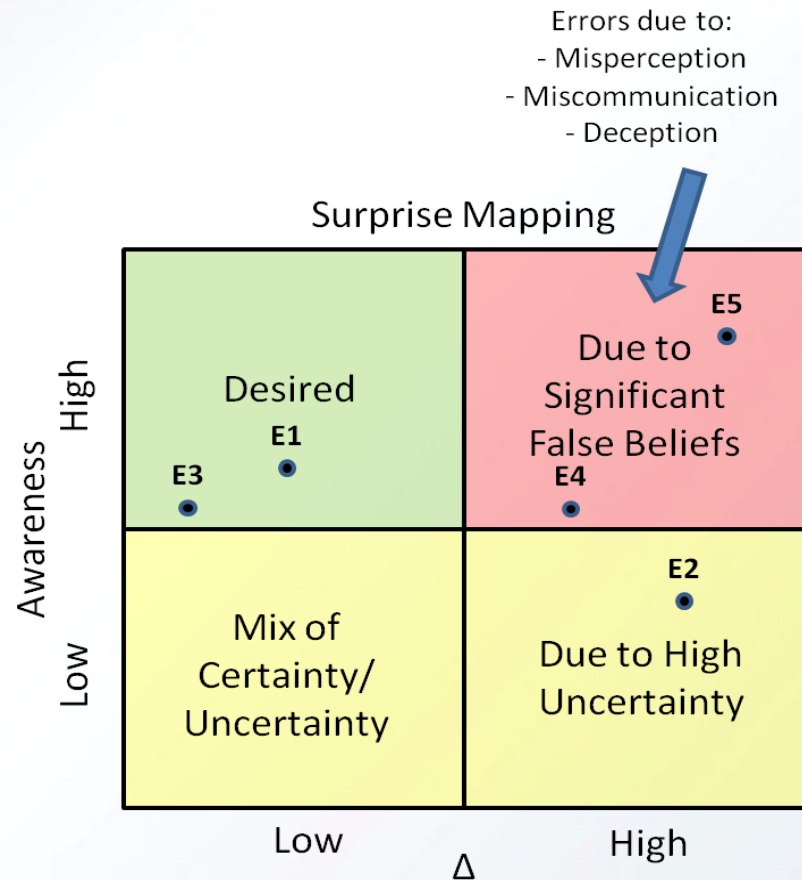 Errors due to:
- Misperception
- Miscommunication
- Deception
Surprise Mapping
Awareness
High
Low
Desired
E1
E3
E5
Due to
Significant
False Beliefs
E4
Mix of
Certainty/
Uncertainty
E2
Due to High
Uncertainty
Low
High
Δ